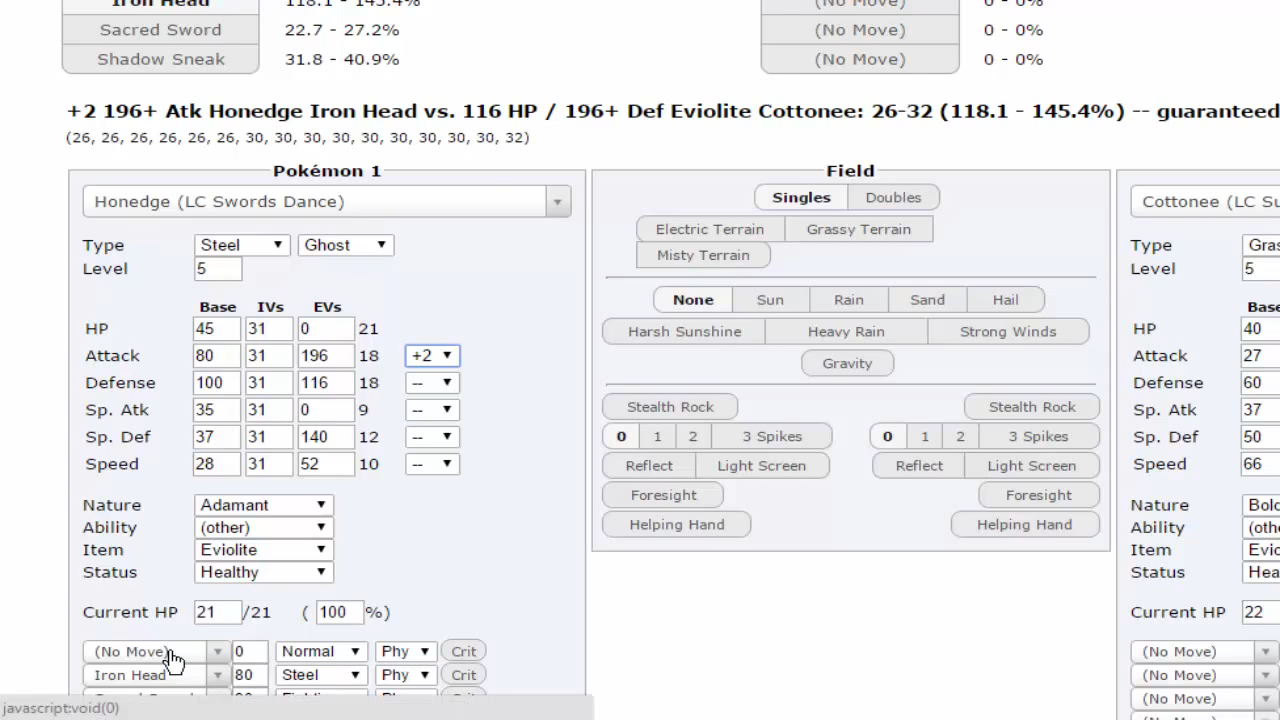 Iron Head 118.1 - 145.4% (No Move) 0 - 0%
Sacred Sword 22.7 - 27.2% (No Move) 0 - 0%
Shadow Sneak 31.8 - 40.9% (No Move) 0 - 0%
+2 196+ Atk Honedge Iron Head vs. 116 HP / 196+ Def Eviolite Cottonee: 26-32 (118.1 - 145.4%) -- guaranteed
(26, 26, 26, 26, 26, 26, 30, 30, 30, 30, 30, 30, 30, 30, 30, 32)
Pokémon 1
Honedge (LC Swords Dance)
Type Steel Ghost
Level 5
Base IVs EVs
HP 45 31 0 21
Attack 80 31 196 18 +2
Defense 100 31 116 18 --
Sp. Atk 35 31 0 9 --
Sp. Def 37 31 140 12 --
Speed 28 31 52 10 --
Nature Adamant
Ability (other)
Item Eviolite
Status Healthy
Current HP 21 /21 ( 100 %)
(No Move) 0 Normal Phy Crit
Iron Head 80 Steel Phy Crit
Field
Singles Doubles
Electric Terrain Grassy Terrain
Misty Terrain
None Sun Rain Sand Hail
Harsh Sunshine Heavy Rain Strong Winds
Gravity
Stealth Rock Stealth Rock
0 1 2 3 Spikes 0 1 2 3 Spikes
Reflect Light Screen Reflect Light Screen
Foresight Foresight
Helping Hand Helping Hand
Cottonee (LC Su
Type Gras
Level 5
Base
HP 40
Attack 27
Defense 60
Sp. Atk 37
Sp. Def 50
Speed 66
Nature Bold
Ability (othe
Item Evio
Status Hea
Current HP 22
(No Move)
(No Move)
(No Move)
javascript:void(0)